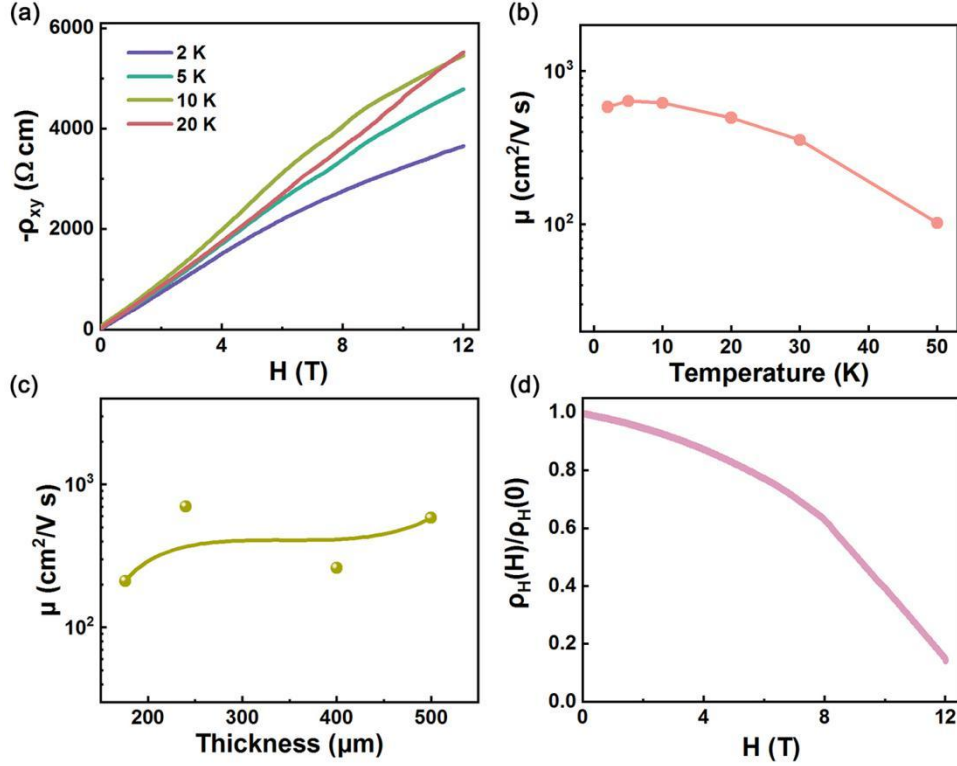 (a)
6000
4000
2000
0
-ρxy (Ω cm)
2 K
5 K
10 K
20 K
0
4
8
12
H (T)
(b)
10³
10²
μ (cm²/V s)
0
10
20
30
40
50
Temperature (K)
(c)
10³
10²
μ (cm²/V s)
200
300
400
500
Thickness (μm)
(d)
1.0
0.8
0.6
0.4
0.2
0.0
ρH(H)/ρH(0)
0
4
8
12
H (T)